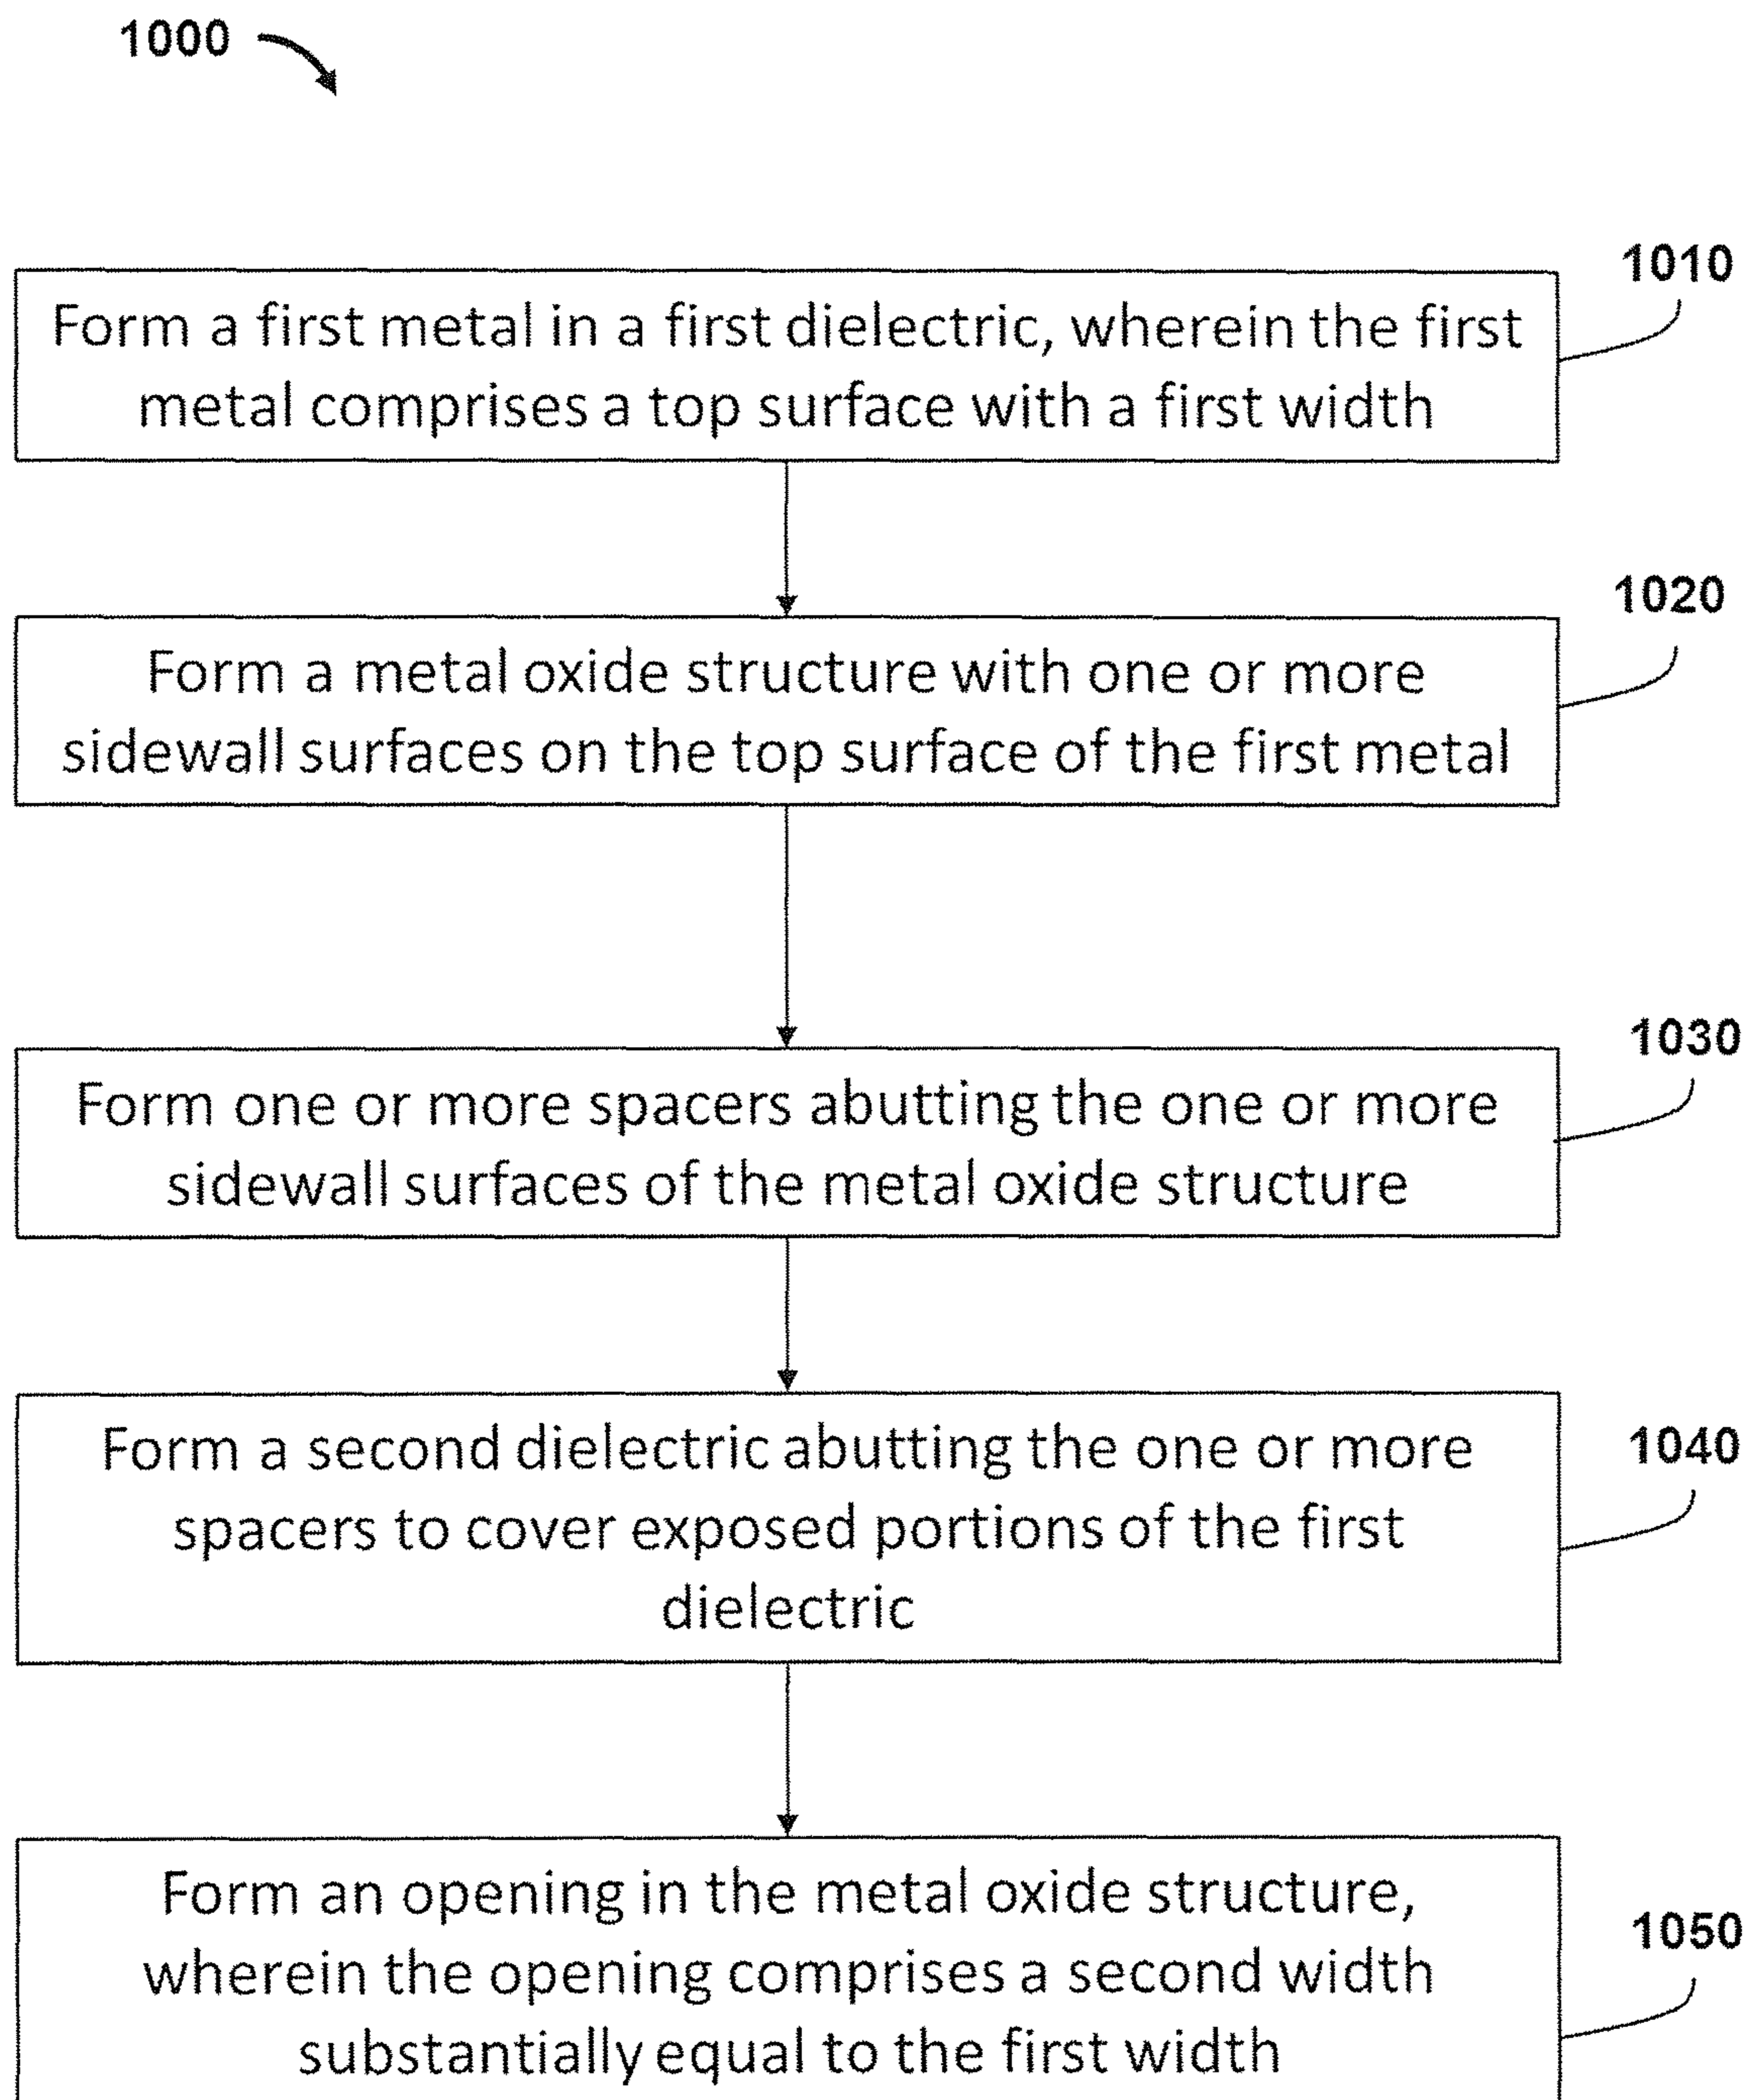 1000
1010
Form a first metal in a first dielectric, wherein the first
metal comprises a top surface with a first width
1020
Form a metal oxide structure with one or more
sidewall surfaces on the top surface of the first metal
1030
Form one or more spacers abutting the one or more
sidewall surfaces of the metal oxide structure
1040
Form a second dielectric abutting the one or more
spacers to cover exposed portions of the first
dielectric
1050
Form an opening in the metal oxide structure,
wherein the opening comprises a second width
substantially equal to the first width